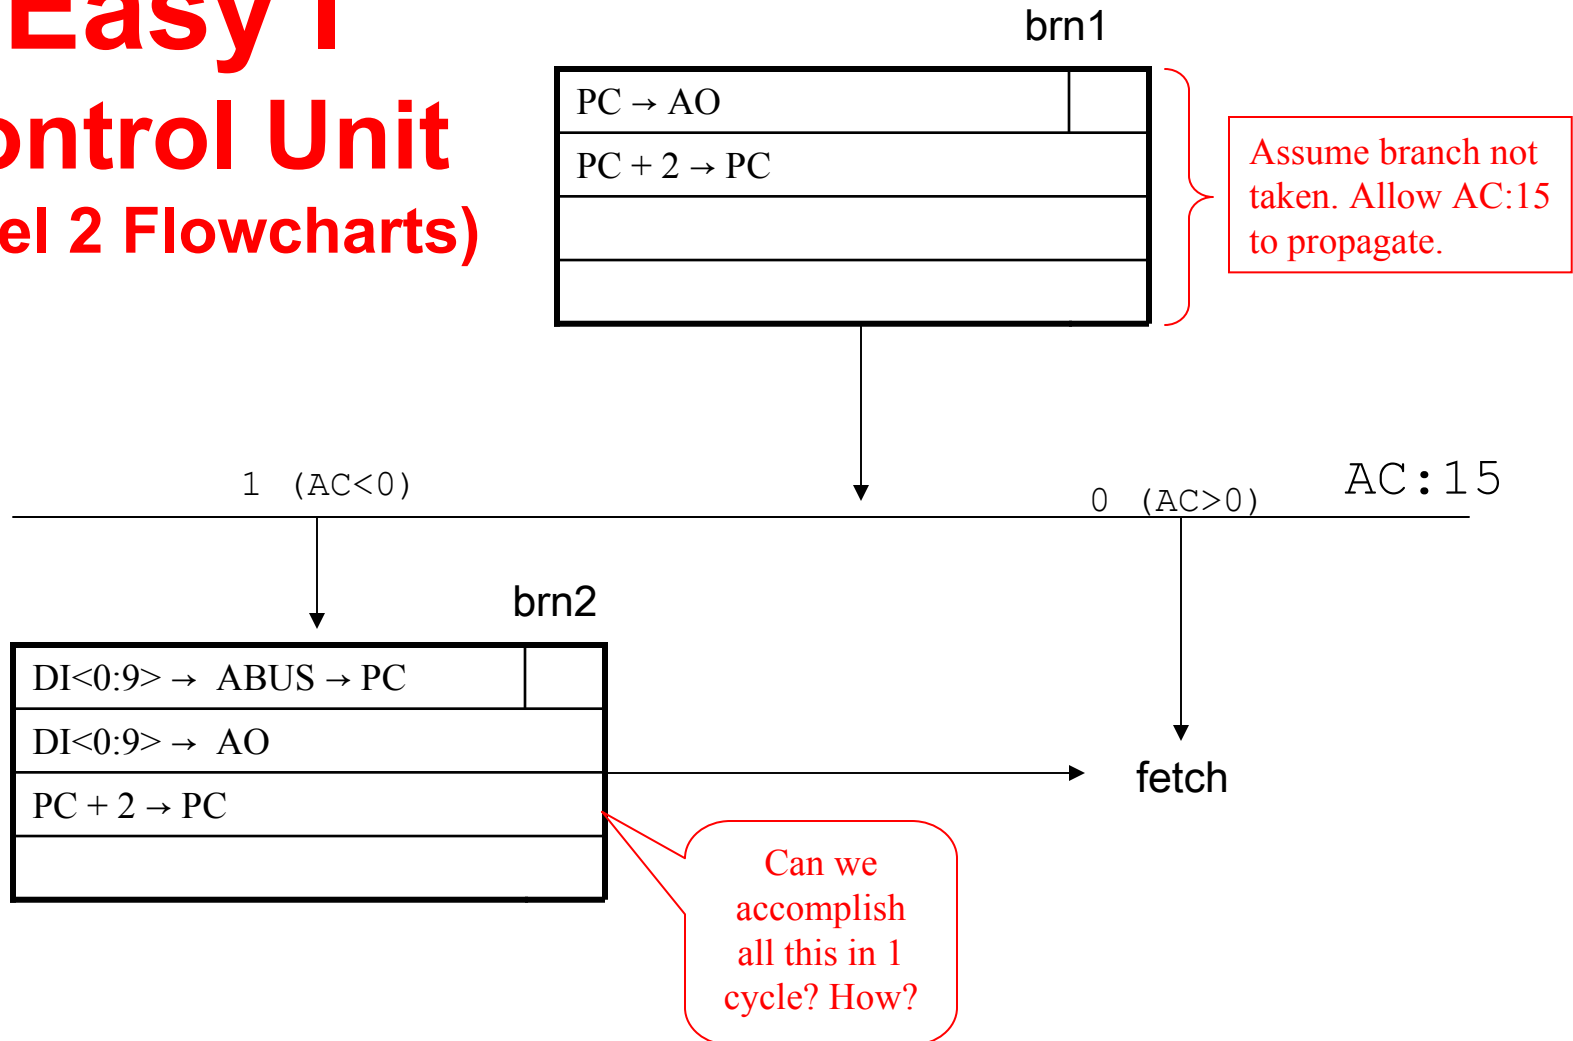 Easy I
ontrol Unit
el 2 Flowcharts)
brn1
PC → AO
PC + 2 → PC
Assume branch not
taken. Allow AC:15
to propagate.
1 (AC<0)
0 (AC>0)
AC:15
brn2
DI<0:9> → ABUS → PC
DI<0:9> → AO
PC + 2 → PC
fetch
Can we
accomplish
all this in 1
cycle? How?